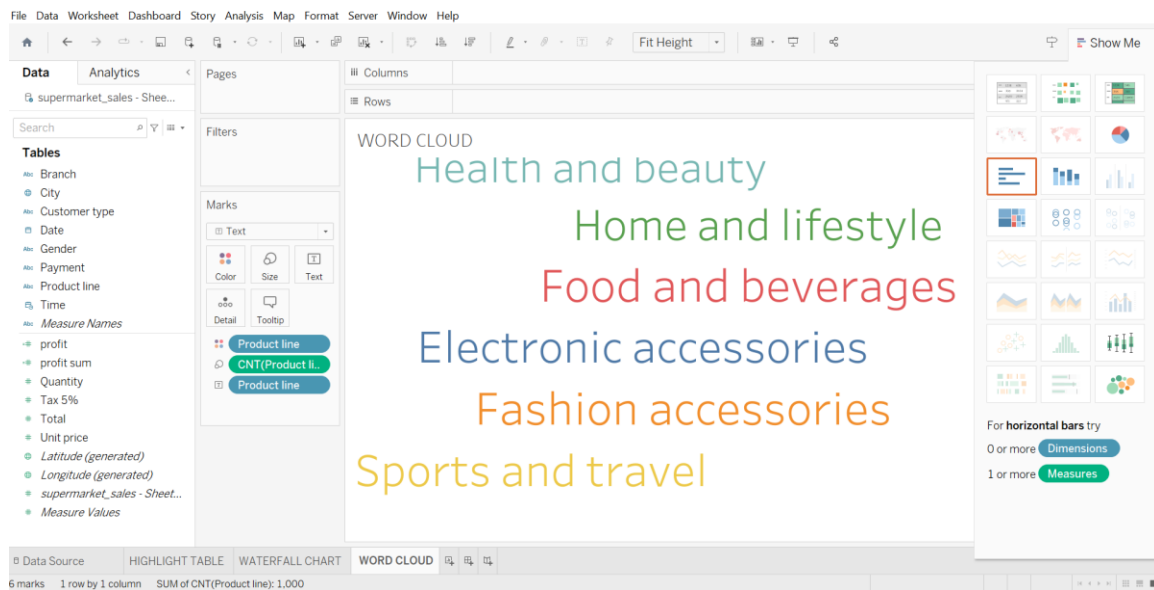 File Data Worksheet Dashboard Story Analysis Map Format Server Window Help
Fit Height
Show Me
Data Analytics
supermarket_sales - Shee...
Search
Tables
Abc Branch
City
Abc Customer type
Date
Abc Gender
Abc Payment
Abc Product line
Time
Abc Measure Names
profit
profit sum
Quantity
Tax 5%
Total
Unit price
Latitude (generated)
Longitude (generated)
supermarket_sales - Sheet...
Measure Values
Pages
Filters
Marks
Text
Color Size Text
Detail Tooltip
Product line
CNT(Product li..
Product line
Columns
Rows
WORD CLOUD
Health and beauty
Home and lifestyle
Food and beverages
Electronic accessories
Fashion accessories
Sports and travel
For horizontal bars try
0 or more Dimensions
1 or more Measures
Data Source HIGHLIGHT TABLE WATERFALL CHART WORD CLOUD
6 marks 1 row by 1 column SUM of CNT(Product line): 1,000